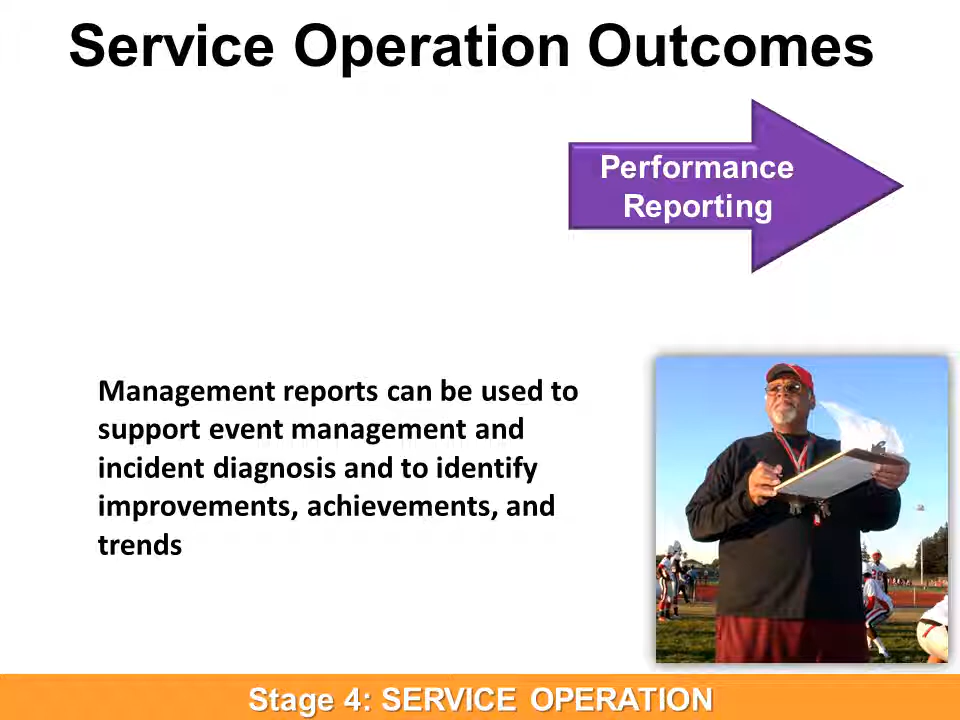 Service Operation Outcomes
Performance
Reporting
Management reports can be used to
support event management and
incident diagnosis and to identify
improvements, achievements, and
trends
Stage 4: SERVICE OPERATION